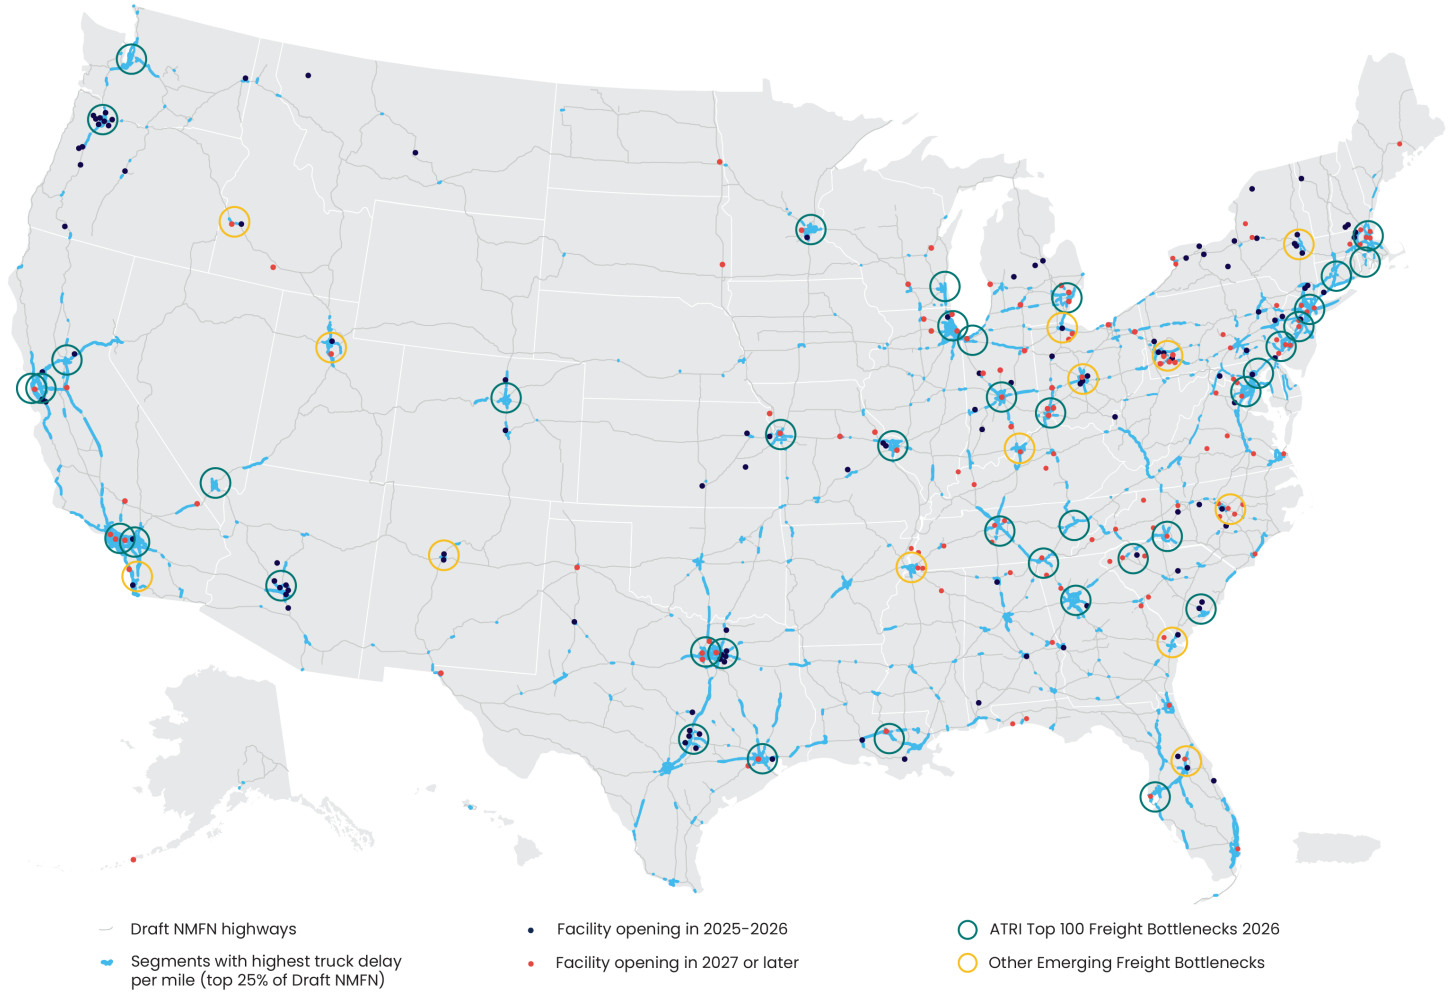 Draft NMFN highways
Segments with highest truck delay
per mile (top 25% of Draft NMFN)
Facility opening in 2025-2026
Facility opening in 2027 or later
ATRI Top 100 Freight Bottlenecks 2026
Other Emerging Freight Bottlenecks